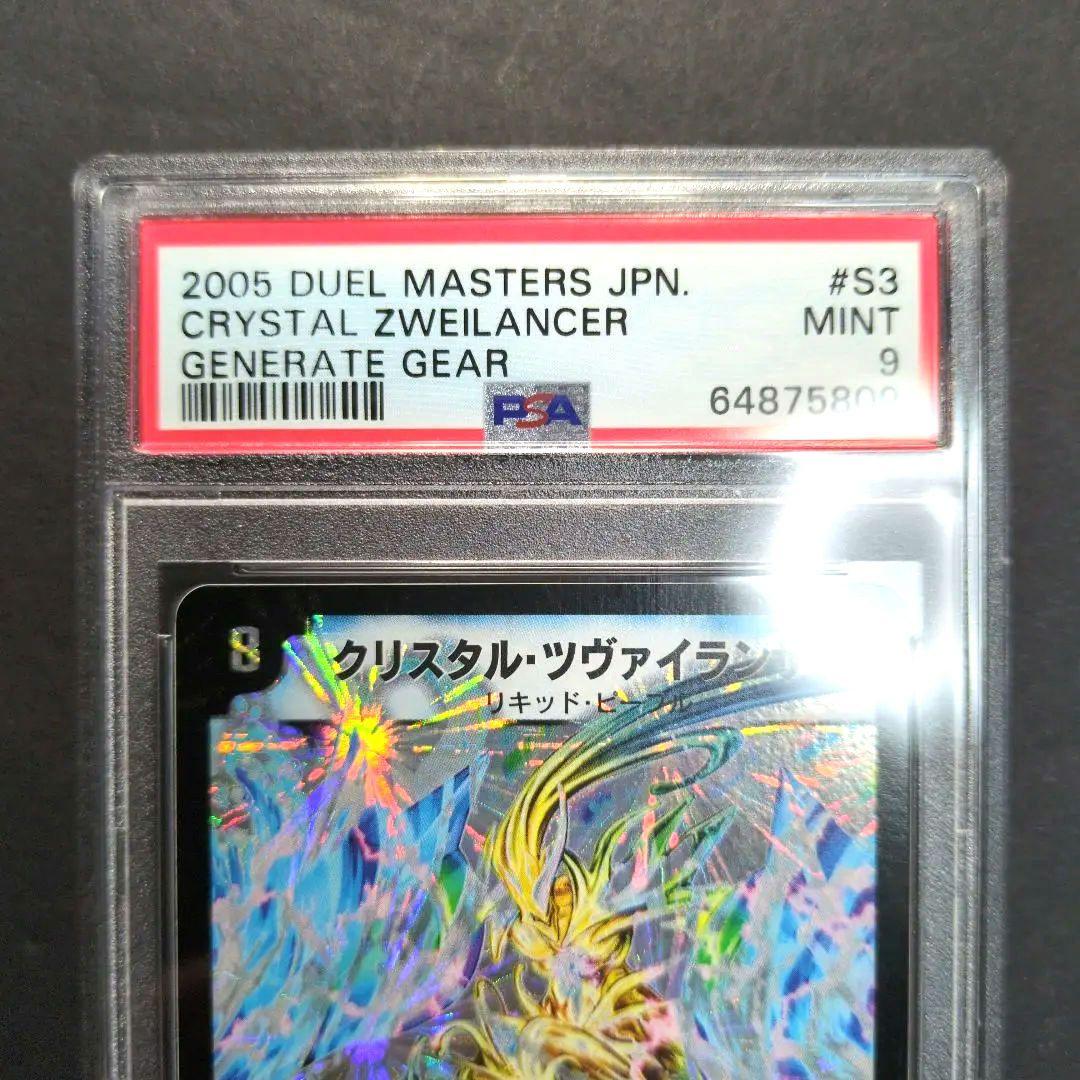 2005 DUEL MASTERS JPN. #S3
CRYSTAL ZWEILANCER MINT
GENERATE GEAR 9
PSA
8
クリスタル・ツヴァイラン
リキッド・ピープル